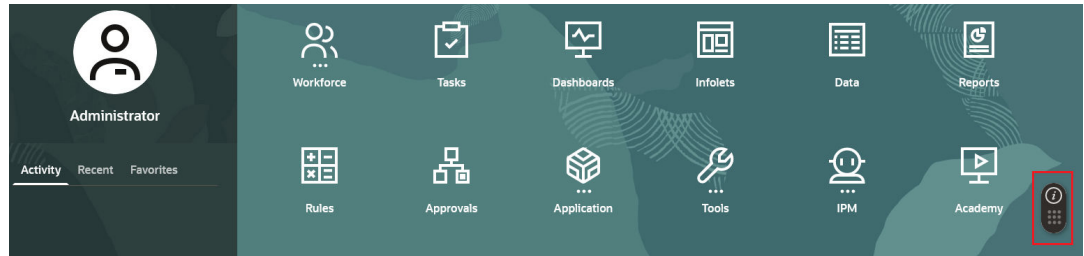 Administrator
Activity Recent Favorites
Workforce Tasks Dashboards Infolets Data Reports
Rules Approvals Application Tools IPM Academy
i